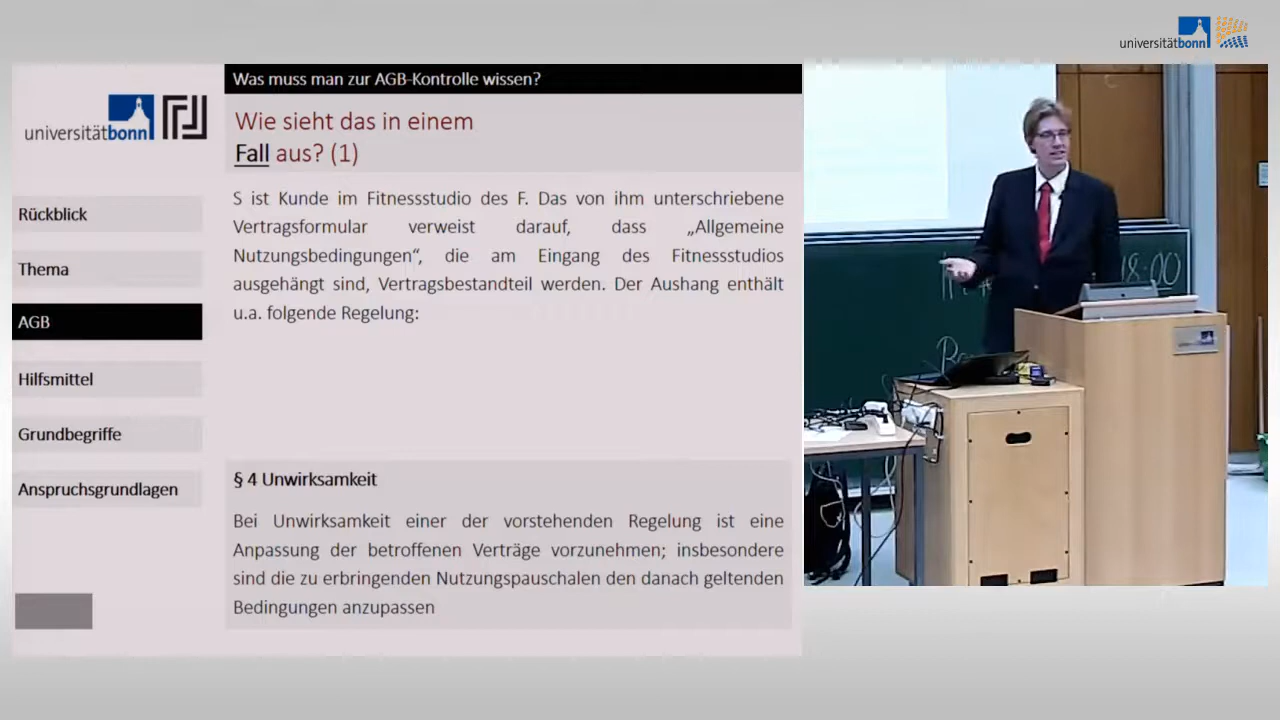 universitätbonn
Was muss man zur AGB-Kontrolle wissen?
universitätbonn
Wie sieht das in einem
Fall aus? (1)
Rückblick
Thema
AGB
Hilfsmittel
Grundbegriffe
Anspruchsgrundlagen
S ist Kunde im Fitnessstudio des F. Das von ihm unterschriebene
Vertragsformular verweist darauf, dass „Allgemeine
Nutzungsbedingungen“, die am Eingang des Fitnessstudios
ausgehängt sind, Vertragsbestandteil werden. Der Aushang enthält
u.a. folgende Regelung:
§ 4 Unwirksamkeit
Bei Unwirksamkeit einer der vorstehenden Regelung ist eine
Anpassung der betroffenen Verträge vorzunehmen; insbesondere
sind die zu erbringenden Nutzungspauschalen den danach geltenden
Bedingungen anzupassen
18:00